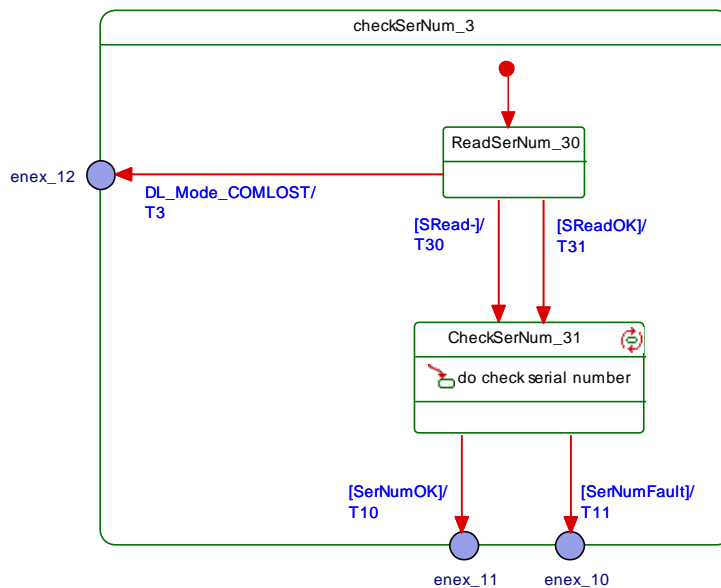 checkSerNum_3
ReadSerNum_30
enex_12
DL_Mode_COMLOST/
T3
[SRead-]/
T30
[SReadOK]/
T31
CheckSerNum_31
do check serial number
[SerNumOK]/
T10
[SerNumFault]/
T11
enex_11
enex_10